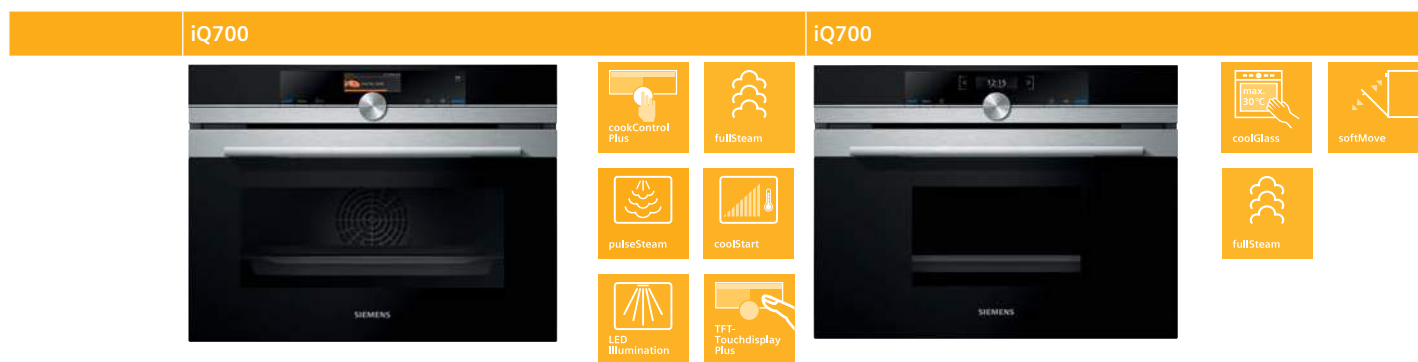 iQ700
iQ700
cookControl
Plus
fullSteam
pulseSteam
coolStart
LED
Illumination
TFT-
Touchdisplay
Plus
SIEMENS
12:15
SIEMENS
max.
30°C
coolGlass
softMove
fullSteam